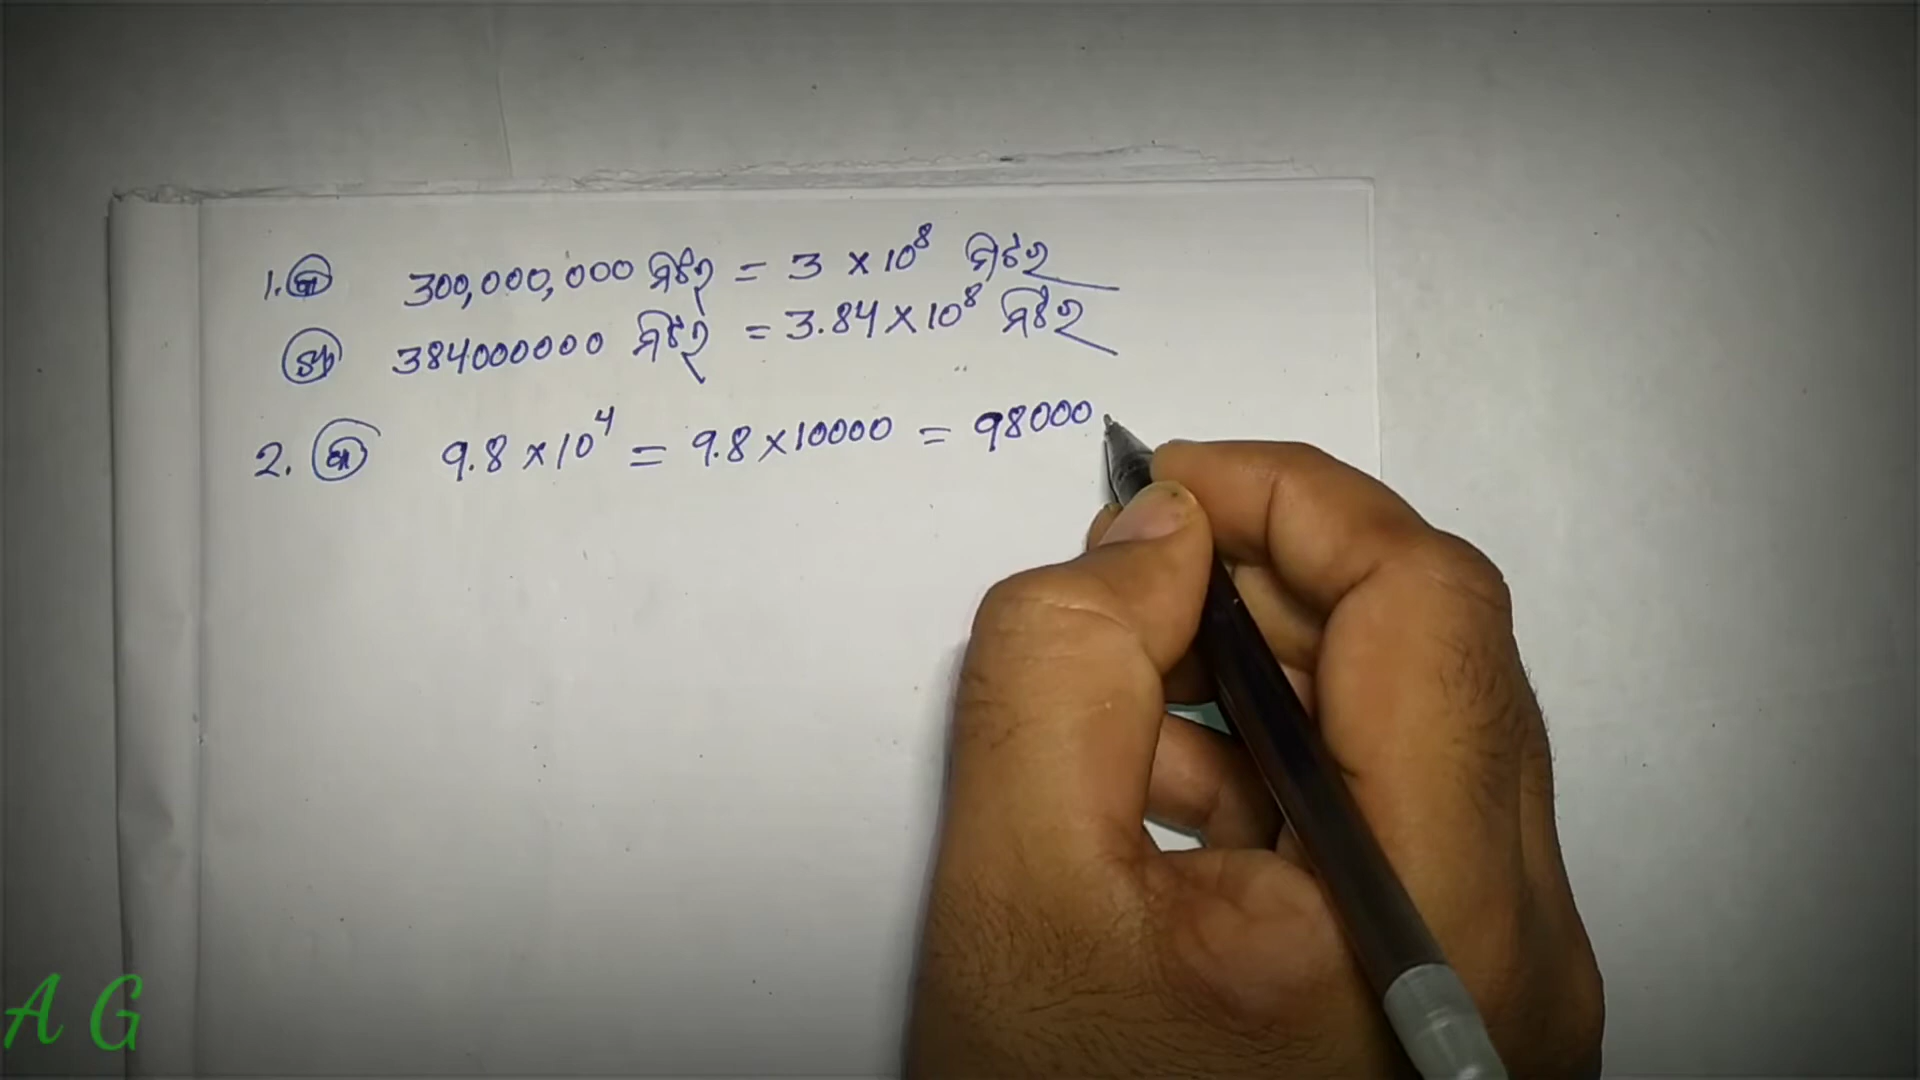 1. କ 300,000,000 ମିଟର = 3 × 10⁸ ମିଟର
ଖ 384000000 ମିଟର = 3.84 × 10⁸ ମିଟର
2. କ 9.8 × 10⁴ = 9.8 × 10000 = 98000
A G